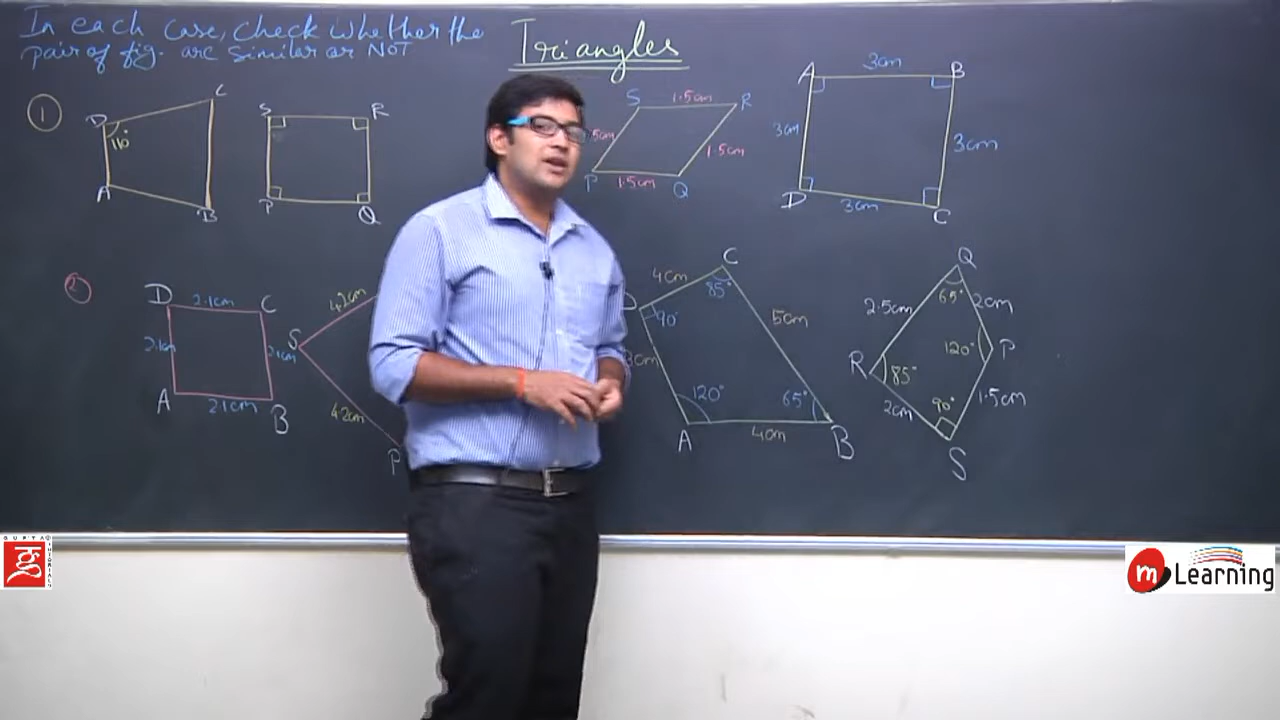 In each case, check whether the
pair of fig. are similar or NOT
Triangles
1
D
C
110°
A
B
S
R
P
Q
S
1.5cm
R
.5cm
1.5cm
P
1.5cm
Q
A
3cm
B
3cm
3cm
D
3cm
C
2
D
2.1cm
C
2.1cm
2.1cm
A
2.1cm
B
4.2cm
S
4.2cm
P
D
4cm
C
85°
90°
5cm
3cm
120°
65°
A
4cm
B
Q
2.5cm
65°
2cm
R
85°
120°
P
2cm
90°
1.5cm
S
GUPTA
TUTORIALS
m Learning